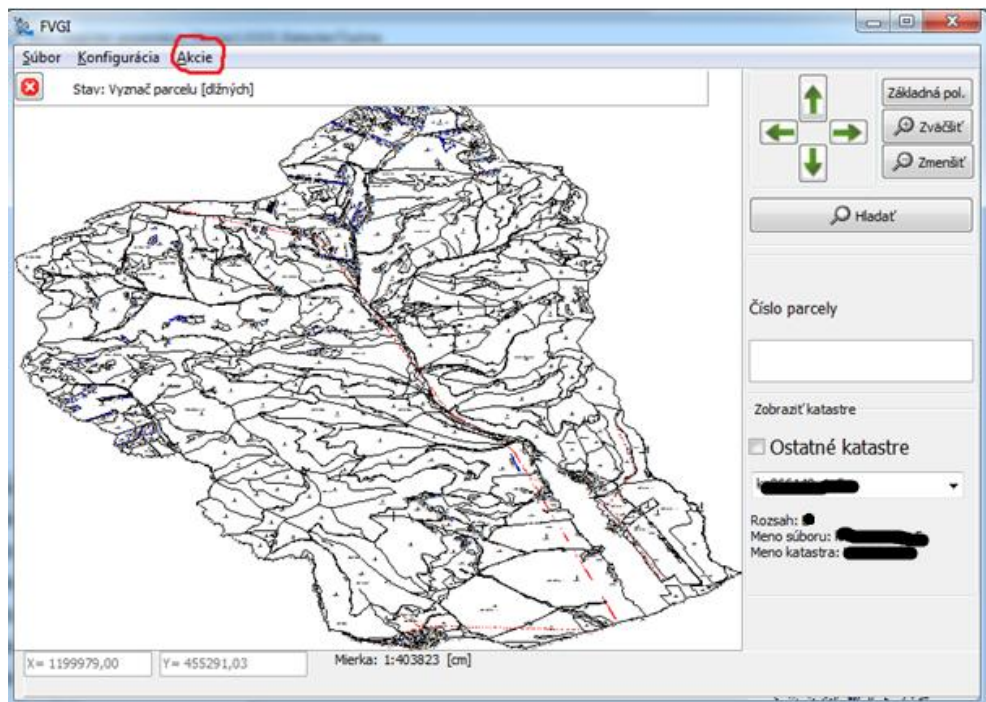 FVGI
Súbor Konfigurácia Akcie
Stav: Vyznač parcelu [dlžných]
Základná pol.
Zväčšiť
Zmenšiť
Hladať
Číslo parcely
Zobraziť katastre
Ostatné katastre
Rozsah:
Meno súboru:
Meno katastra:
X= 1199979,00 Y= 455291,03 Mierka: 1:403823 [cm]